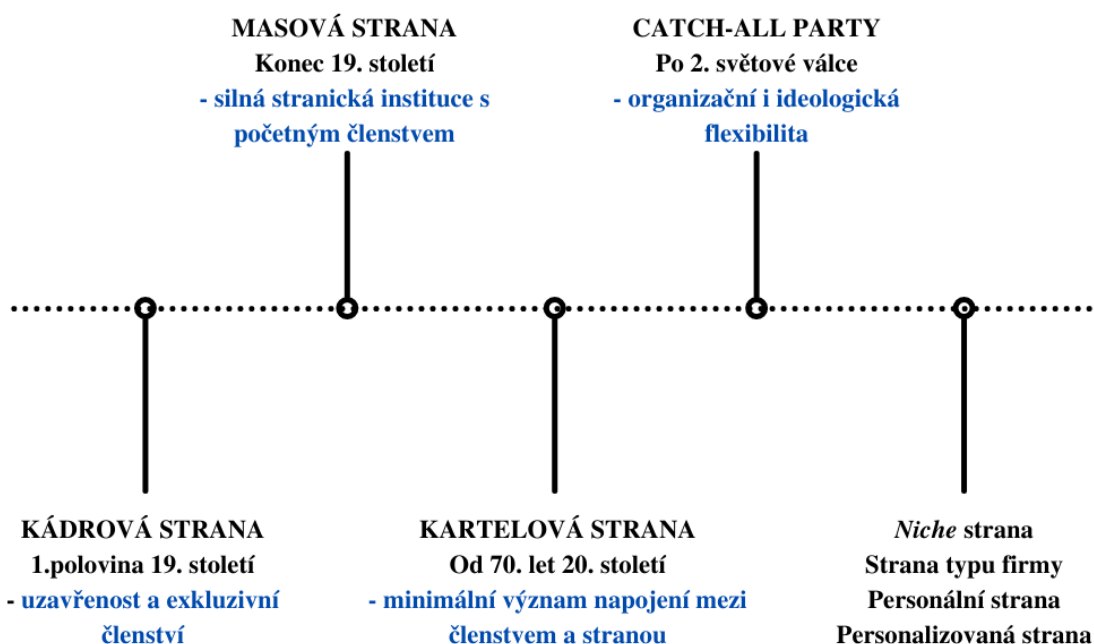 MASOVÁ STRANA
Konec 19. století
- silná stranická instituce s
početným členstvem
CATCH-ALL PARTY
Po 2. světové válce
- organizační i ideologická
flexibilita
KÁDROVÁ STRANA
1.polovina 19. století
- uzavřenost a exkluzivní
členství
KARTELOVÁ STRANA
Od 70. let 20. století
- minimální význam napojení mezi
členstvem a stranou
Niche strana
Strana typu firmy
Personální strana
Personalizovaná strana